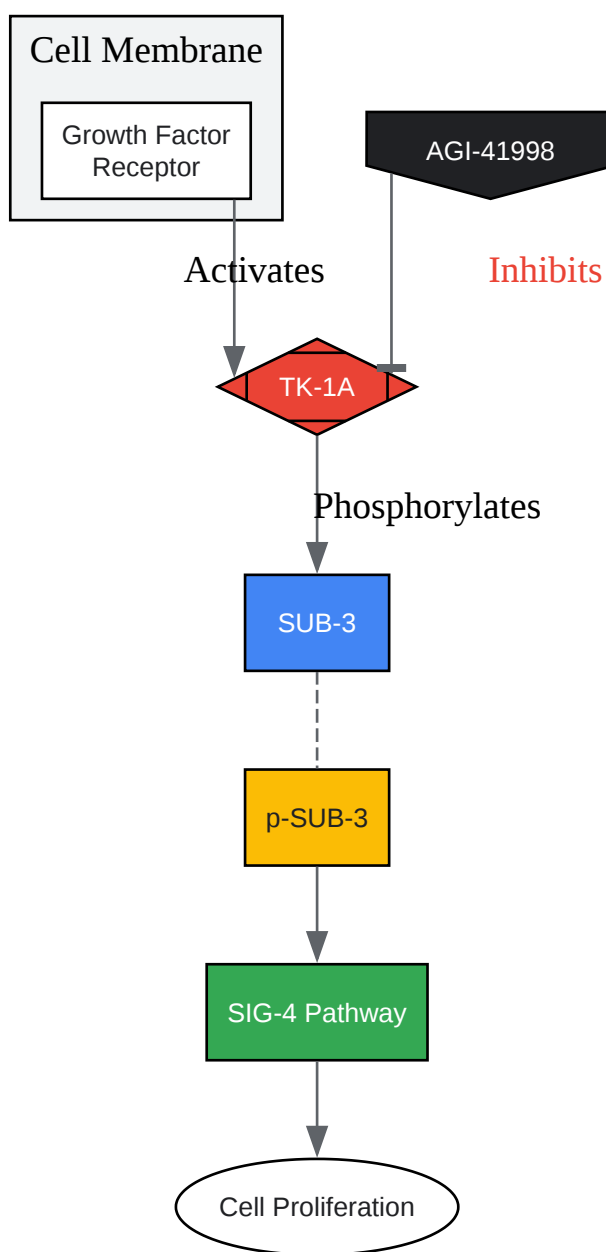 Cell Membrane
Growth Factor
Receptor
AGI-41998
Activates
Inhibits
TK-1A
Phosphorylates
SUB-3
p-SUB-3
SIG-4 Pathway
Cell Proliferation